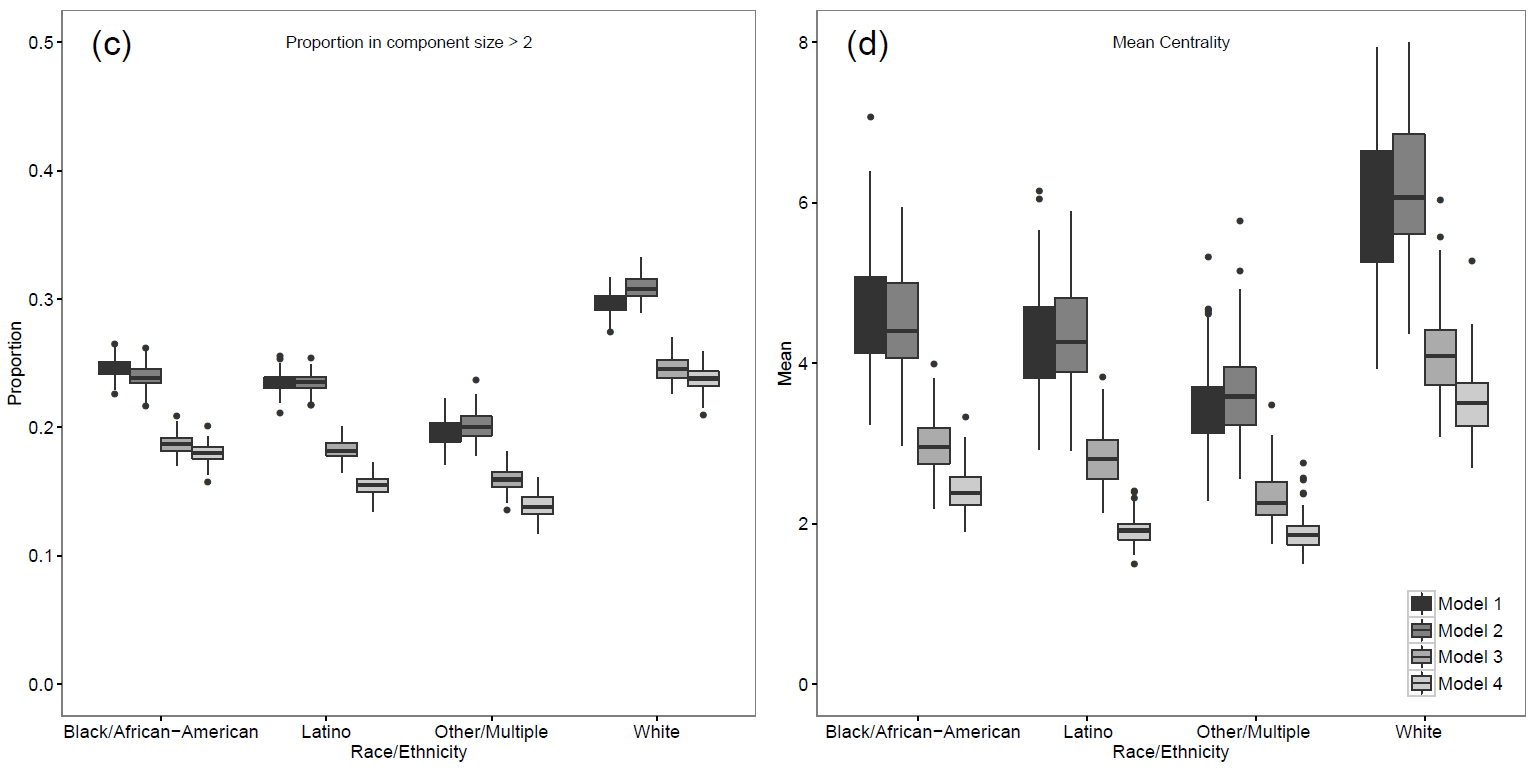 (c)
Proportion in component size > 2
0.5
0.4
0.3
0.2
0.1
0.0
Proportion
Black/African−American
Latino
Other/Multiple
White
Race/Ethnicity
(d)
Mean Centrality
8
6
4
2
0
Mean
Model 1
Model 2
Model 3
Model 4
Black/African−American
Latino
Other/Multiple
White
Race/Ethnicity